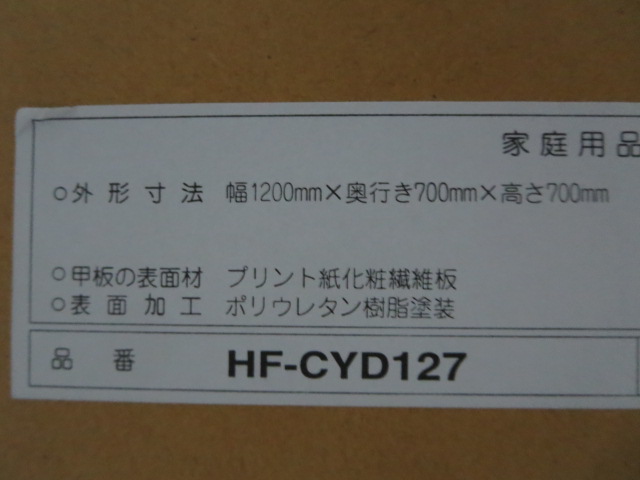 家庭用品
○外形寸法 幅1200mm×奥行き700mm×高さ700mm
○甲板の表面材 プリント紙化粧繊維板
○表面加工 ポリウレタン樹脂塗装
品番 HF-CYD127